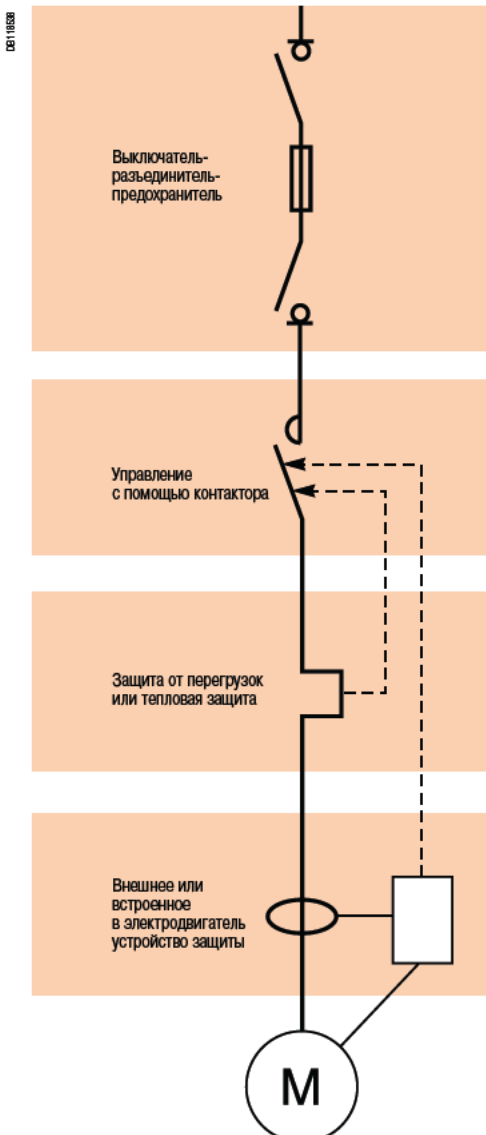 DB118538
Выключатель-
разъединитель-
предохранитель
Управление
с помощью контактора
Защита от перегрузок
или тепловая защита
Внешнее или
встроенное
в электродвигатель
устройство защиты
M